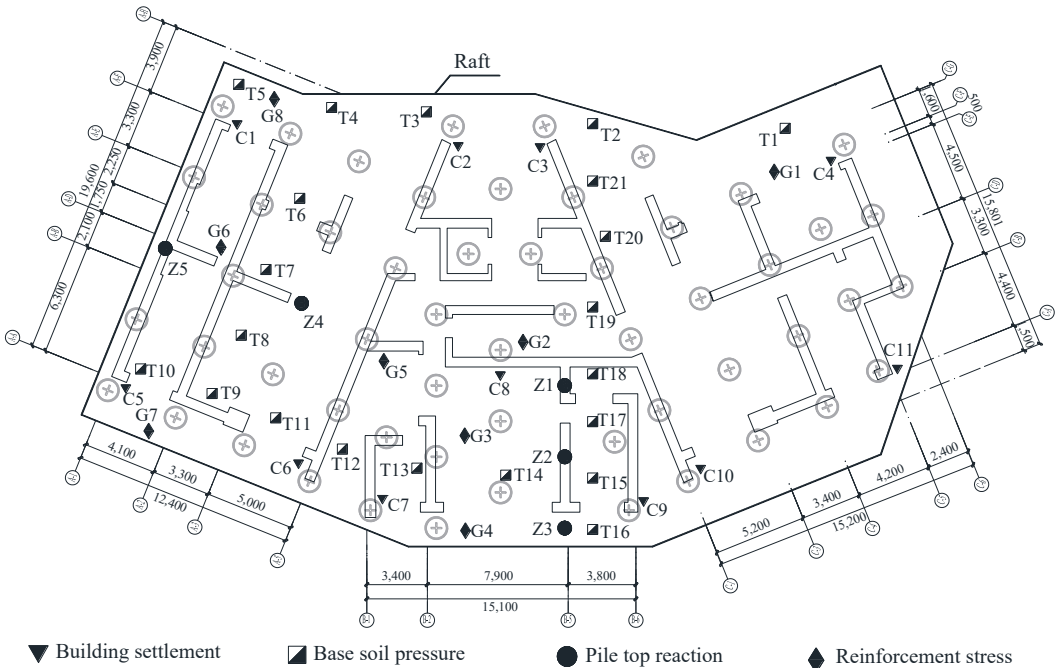 Raft
3,900
3,300
2,250
19,600
1,750
2,100
6,300
T5
G8
T4
T3
T2
T1
C1
C2
C3
G1
C4
T21
T6
T20
G6
Z5
T7
Z4
T19
T8
G2
G5
C8
T18
Z1
C11
T10
C5
T9
G7
T11
T17
G3
Z2
T12
C6
T13
T14
T15
C10
C7
C9
G4
Z3
T16
500
4,500
15,801
3,300
4,400
4,100
3,300
12,400
5,000
3,400
7,900
3,800
15,100
5,200
3,400
4,200
2,400
15,200
Building settlement
Base soil pressure
Pile top reaction
Reinforcement stress